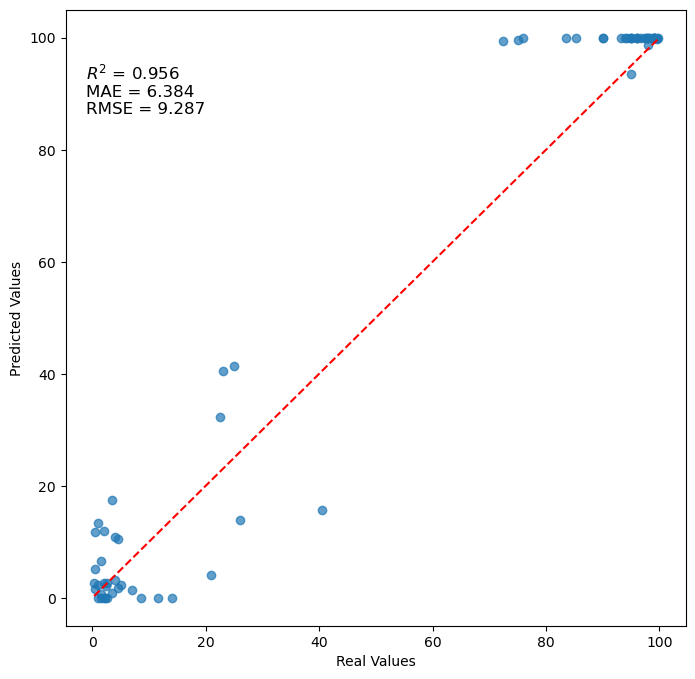 100
80
60
40
20
0
R² = 0.956
MAE = 6.384
RMSE = 9.287
Predicted Values
0 20 40 60 80 100
Real Values